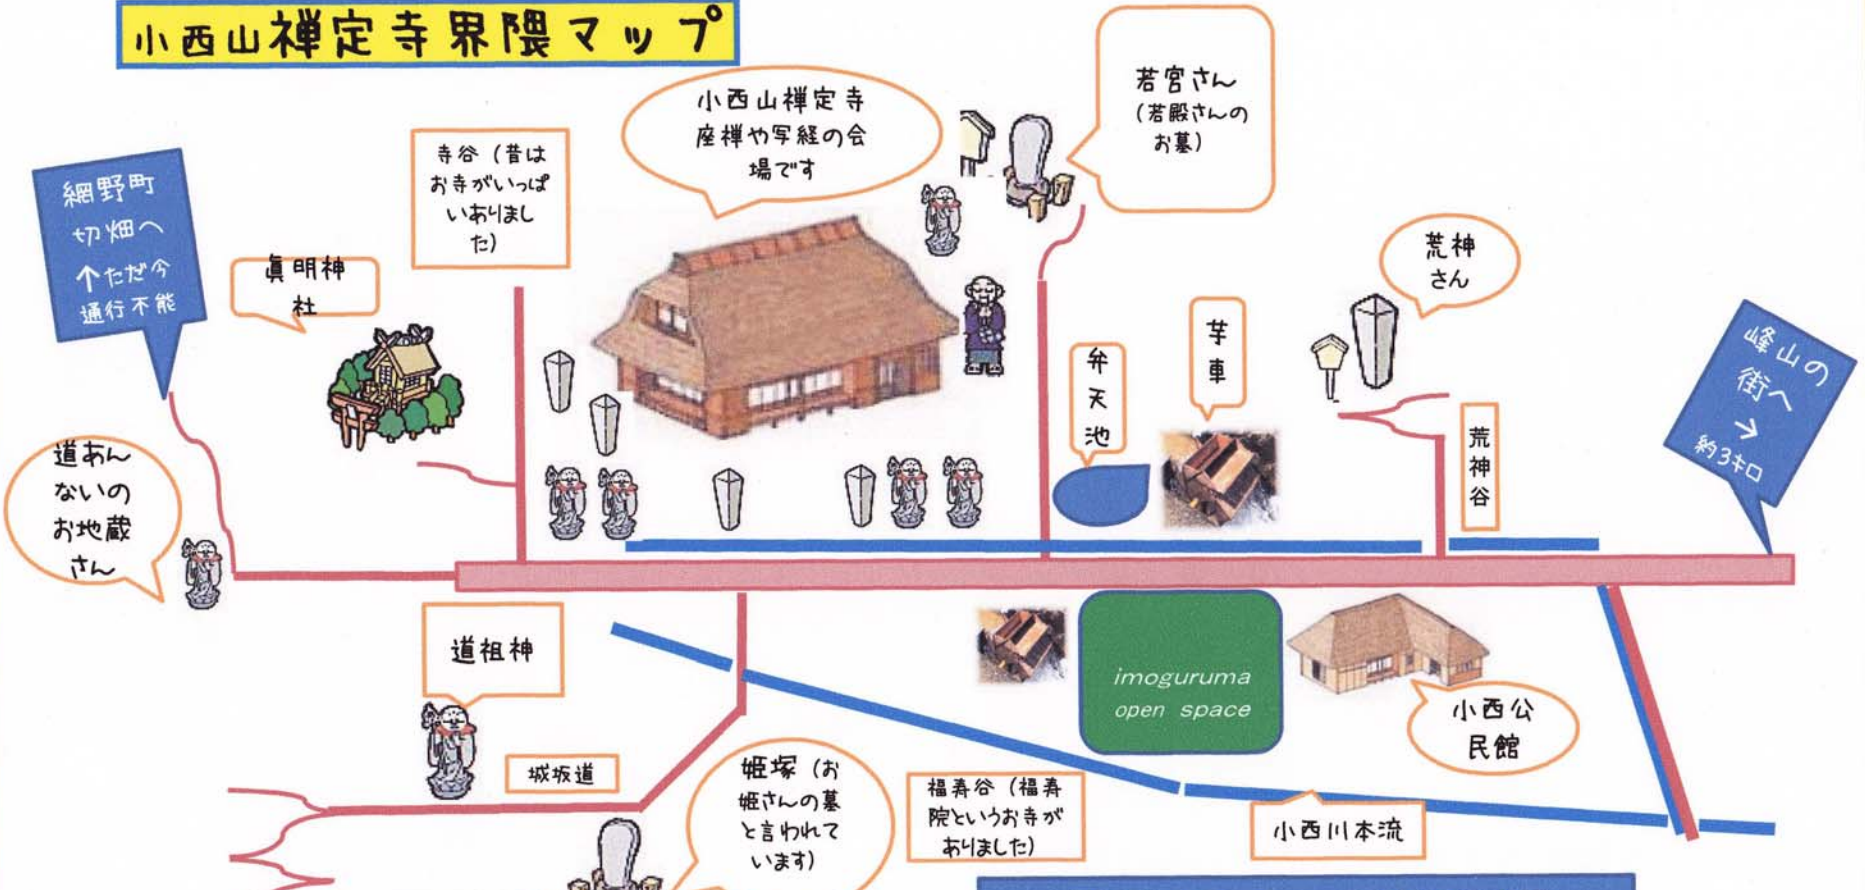 小西山禅定寺界隈マップ
小西山禅定寺
座禅や写経の会
場です
若宮さん
（若殿さんの
お墓）
寺谷（昔は
お寺がいっぱ
いありまし
た）
網野町
切畑へ
↑ただ今
通行不能
眞明神
社
荒神
さん
芋車
弁天池
峰山の
街へ
→
約3キロ
荒神谷
道あん
ないの
お地蔵
さん
道祖神
imoguruma
open space
小西公
民館
城坂道
姫塚（お
姫さんの墓
と言われて
います）
福寿谷（福寿
院というお寺が
ありました）
小西川本流